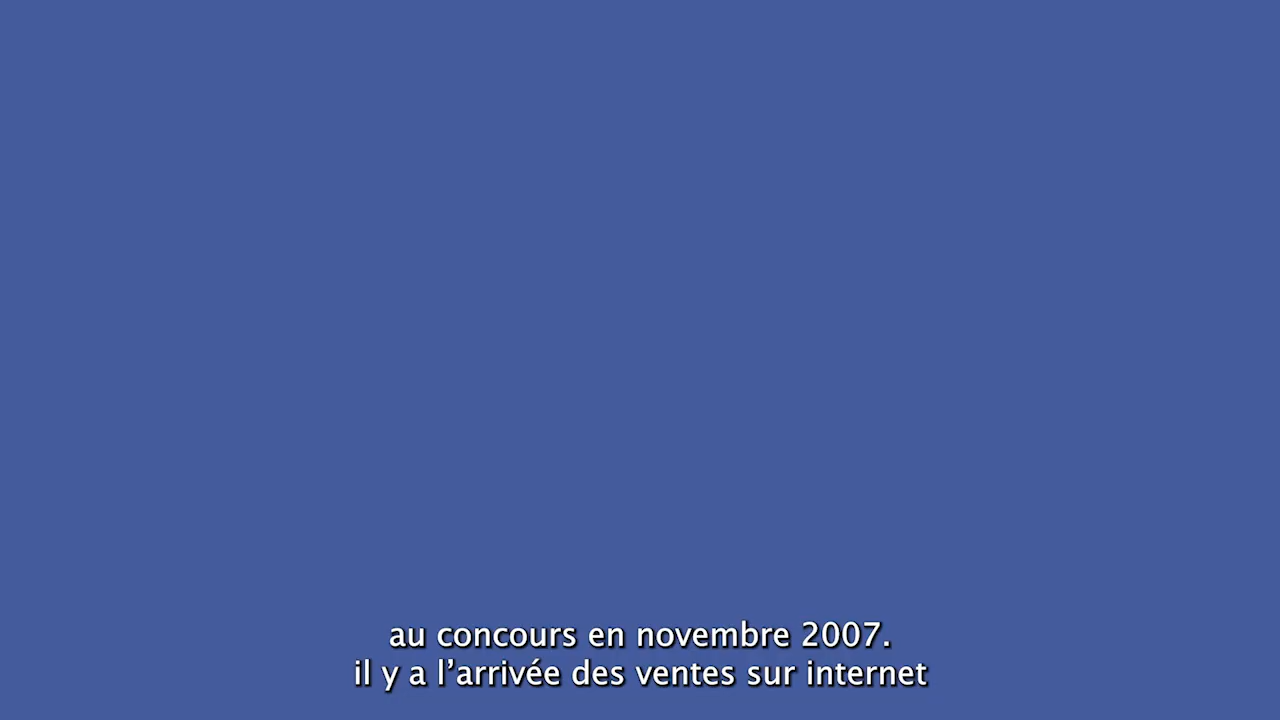 au concours en novembre 2007.
il y a l’arrivée des ventes sur internet